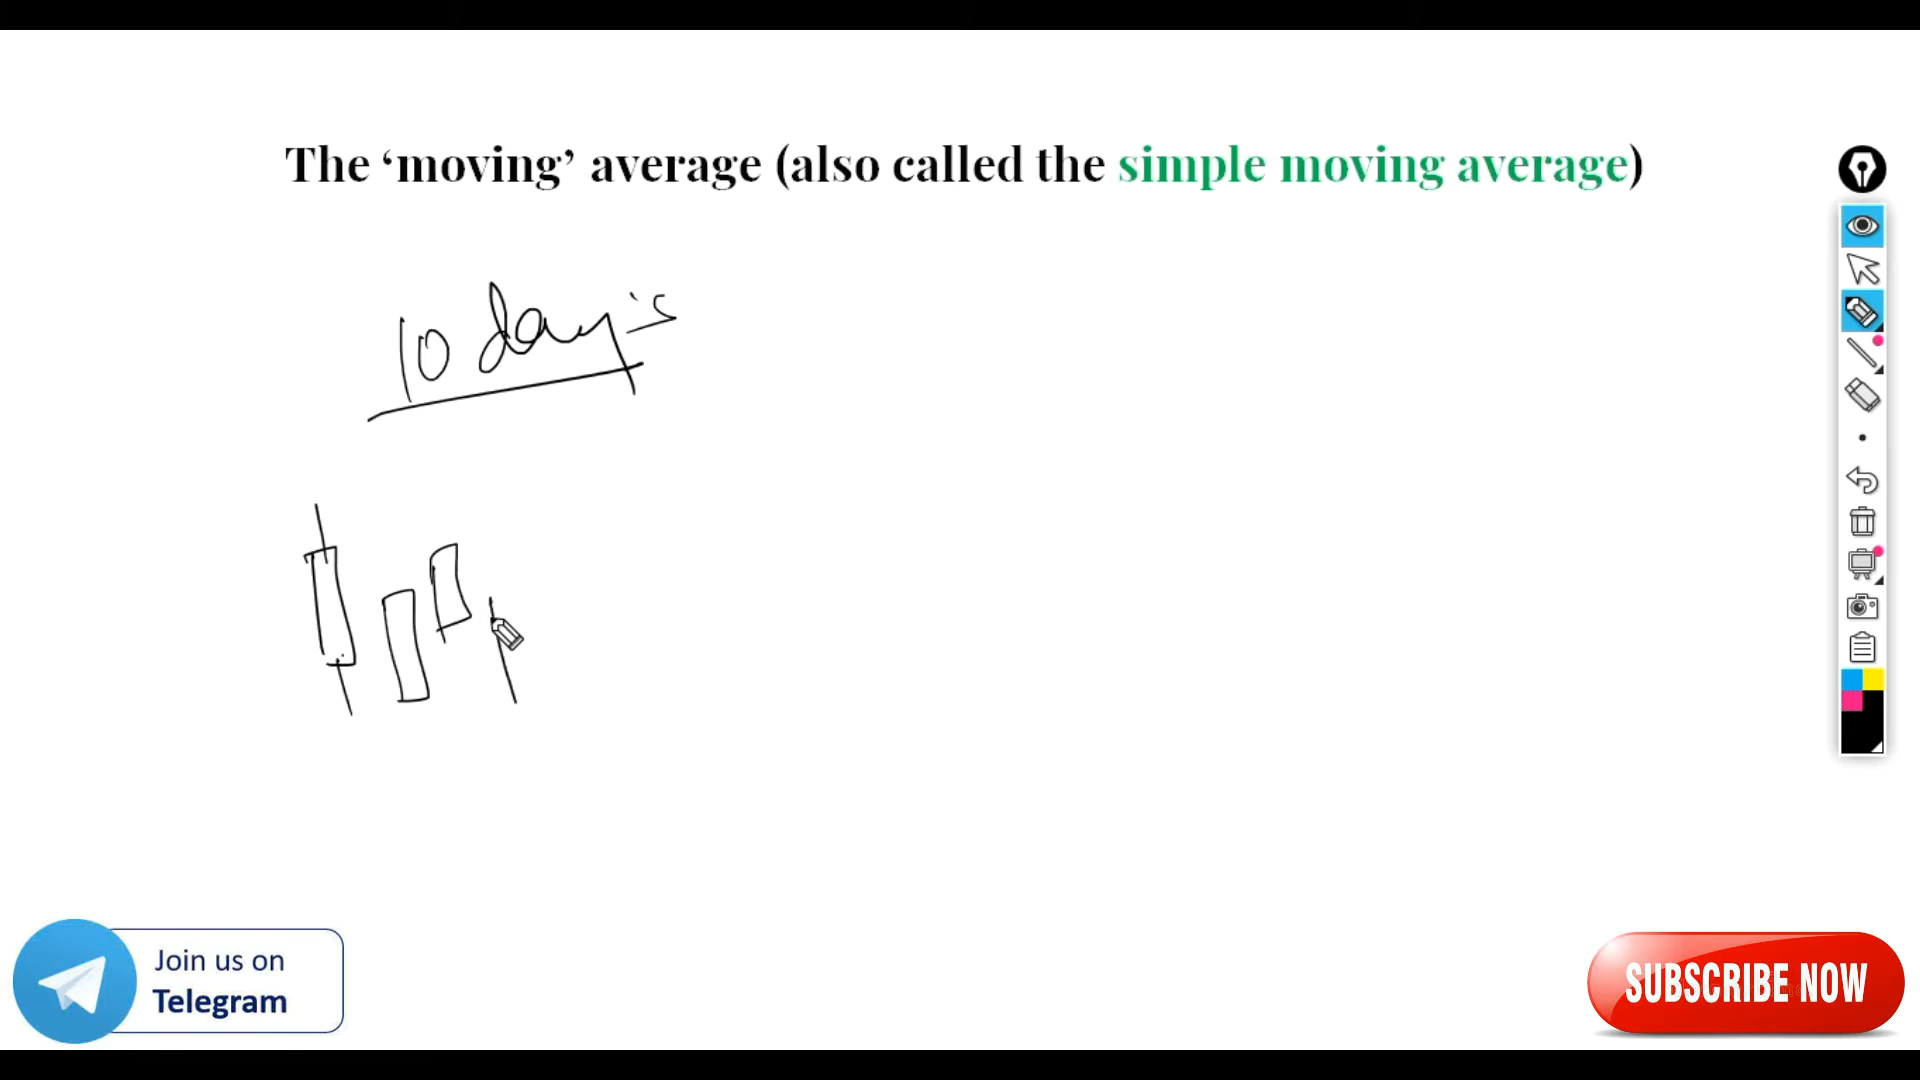 The ‘moving’ average (also called the simple moving average)
10 day's
Join us on
Telegram
SUBSCRIBE NOW